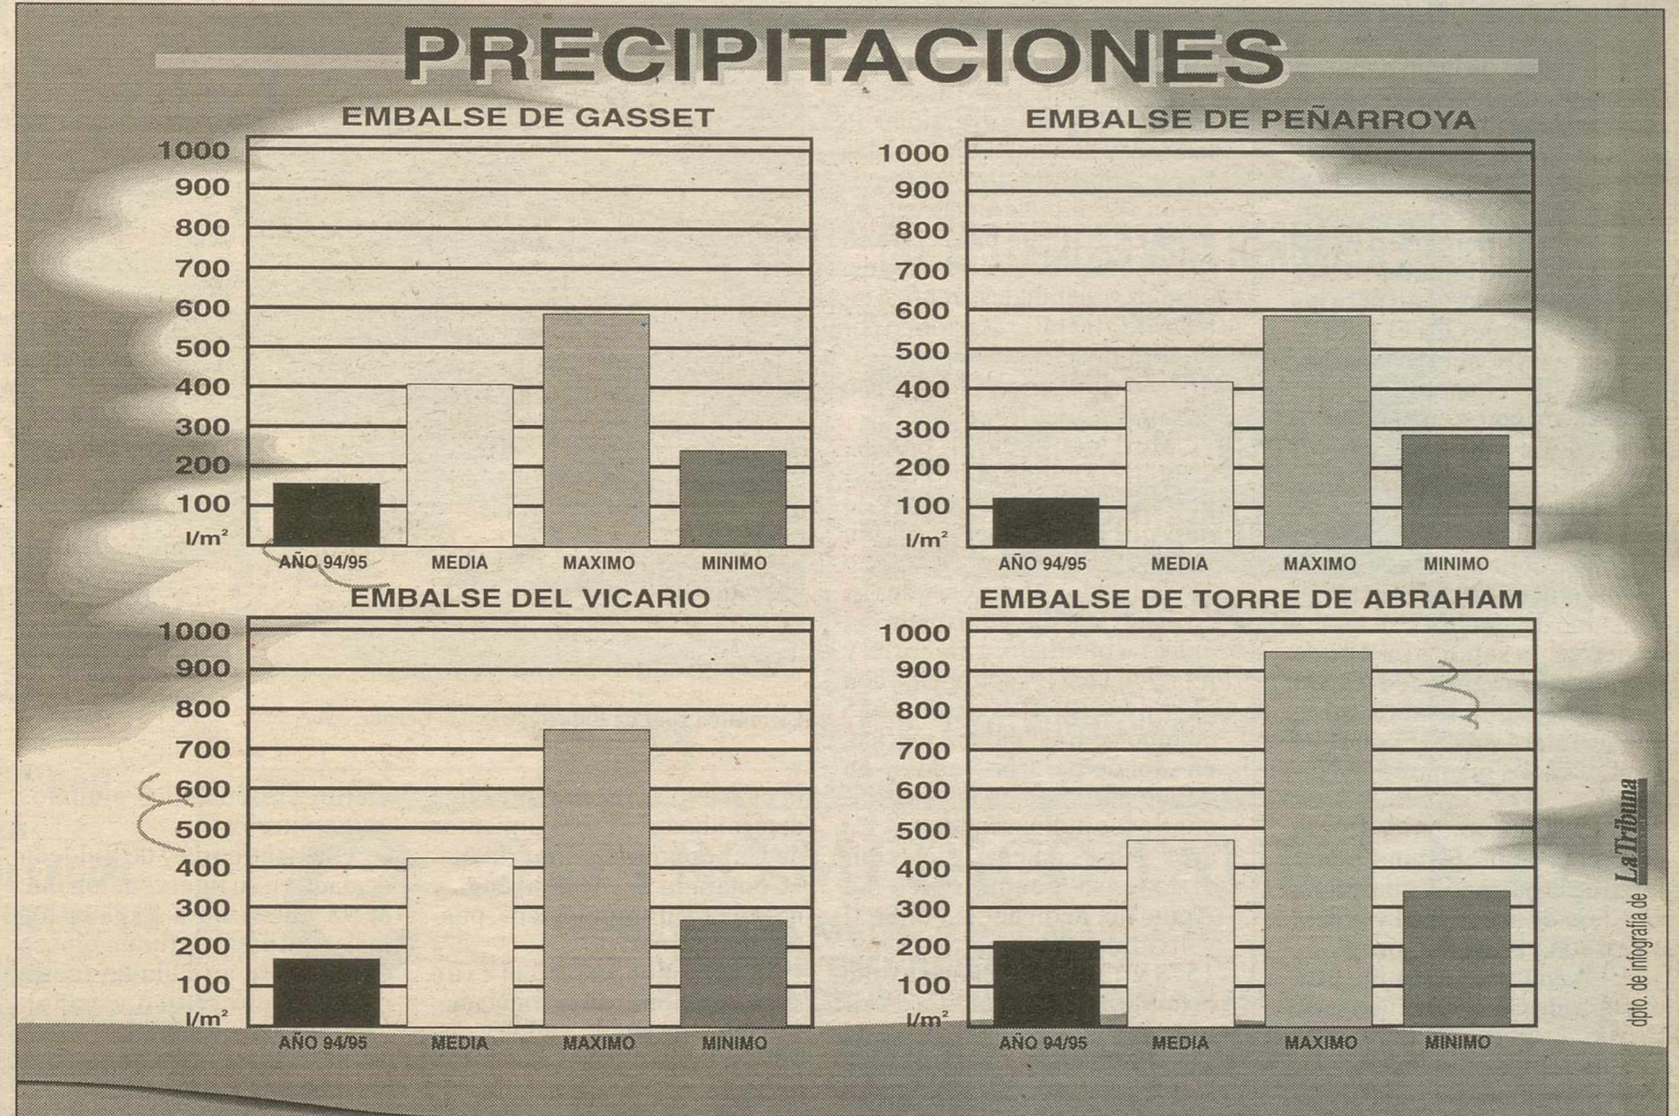 PRECIPITACIONES
EMBALSE DE GASSET
1000
900
800
700
600
500
400
300
200
100
l/m²
AÑO 94/95 MEDIA MAXIMO MINIMO
EMBALSE DE PEÑARROYA
1000
900
800
700
600
500
400
300
200
100
l/m²
AÑO 94/95 MEDIA MAXIMO MINIMO
EMBALSE DEL VICARIO
1000
900
800
700
600
500
400
300
200
100
l/m²
AÑO 94/95 MEDIA MAXIMO MINIMO
EMBALSE DE TORRE DE ABRAHAM
1000
900
800
700
600
500
400
300
200
100
l/m²
AÑO 94/95 MEDIA MAXIMO MINIMO
dpto. de infografía de La Tribuna